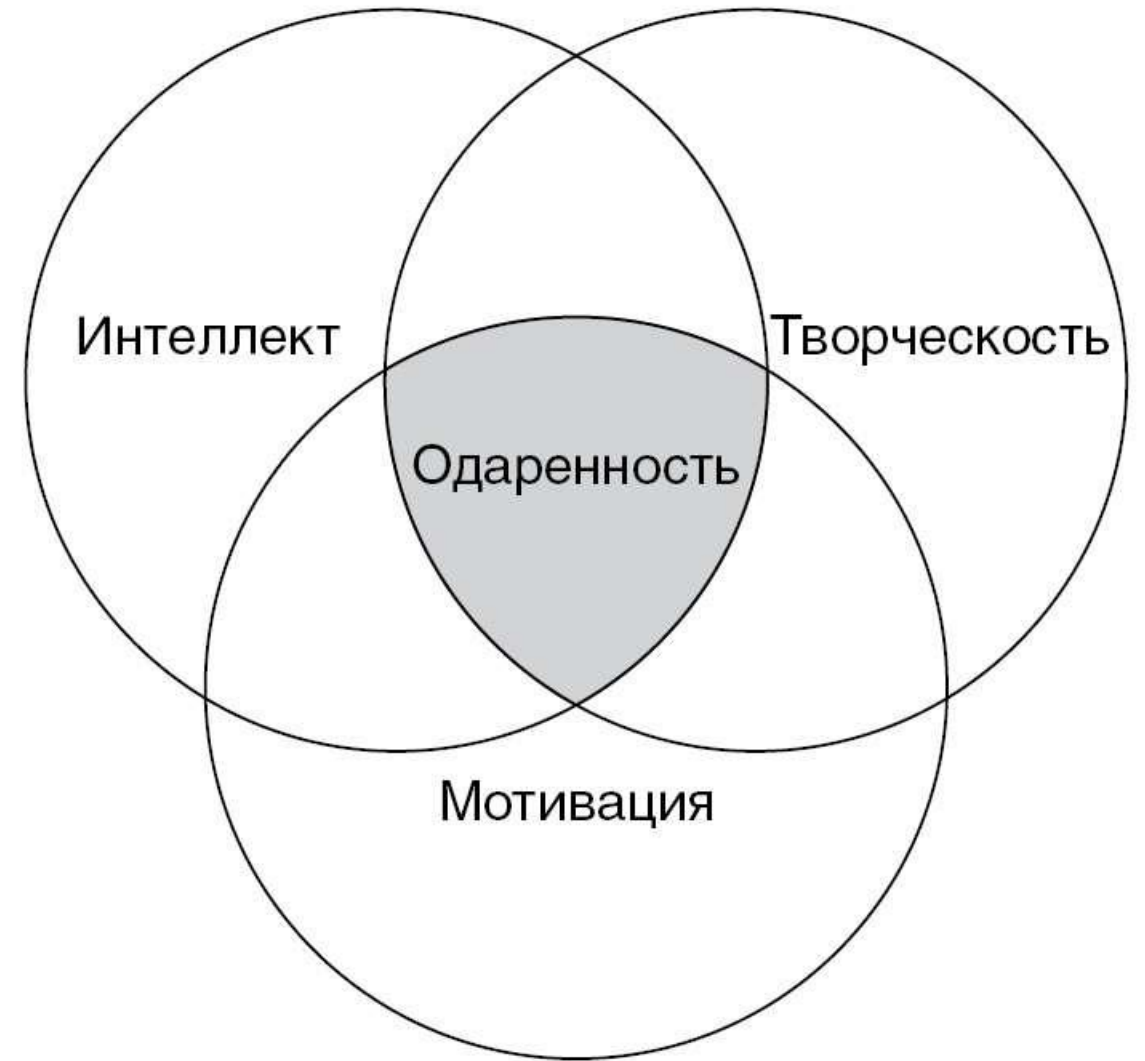 Интеллект
Творческость
Одаренность
Мотивация